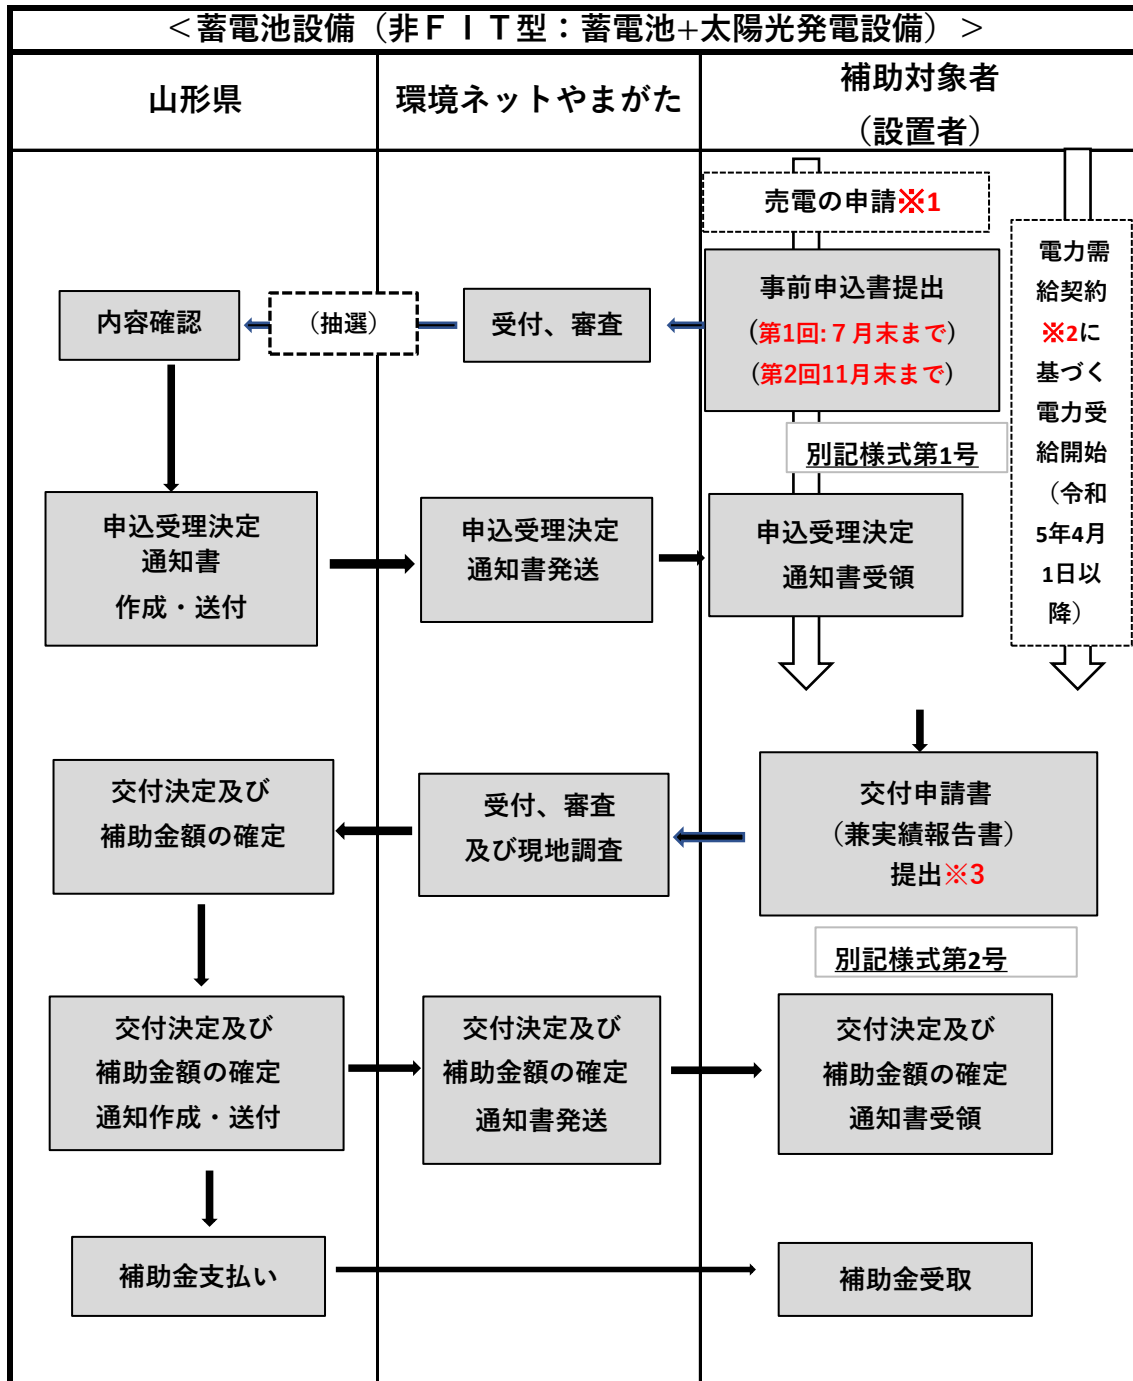 ＜蓄電池設備（非ＦＩＴ型：蓄電池+太陽光発電設備）＞
山形県
環境ネットやまがた
補助対象者
（設置者）
売電の申請※1
事前申込書提出
（第1回:７月末まで）
（第2回11月末まで）
受付、審査
（抽選）
内容確認
別記様式第1号
電力需
給契約
※2に
基づく
電力受
給開始
（令和
5年4月
1日以
降）
申込受理決定
通知書
作成・送付
申込受理決定
通知書発送
申込受理決定
通知書受領
交付申請書
（兼実績報告書）
提出※3
受付、審査
及び現地調査
交付決定及び
補助金額の確定
別記様式第2号
交付決定及び
補助金額の確定
通知作成・送付
交付決定及び
補助金額の確定
通知書発送
交付決定及び
補助金額の確定
通知書受領
補助金支払い
補助金受取